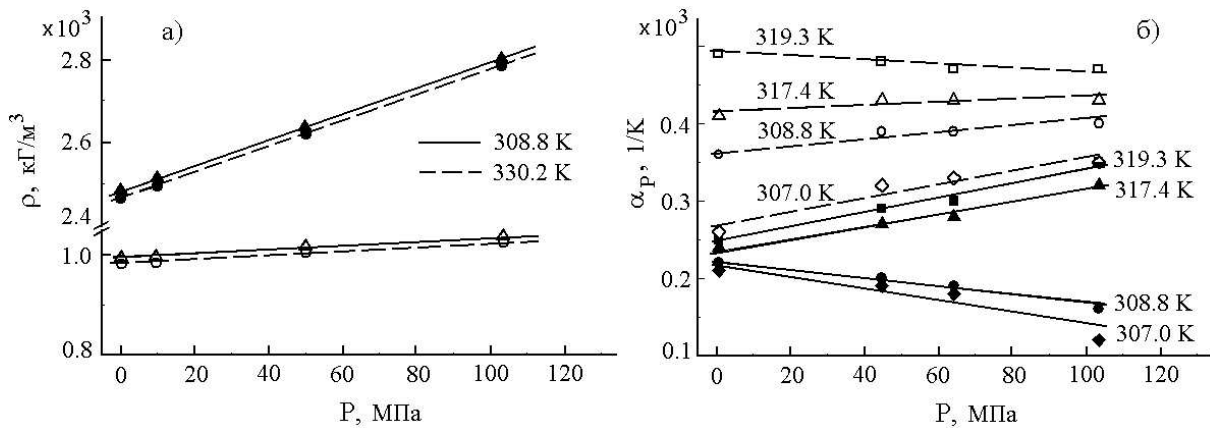 ×10³
a)
2.8
2.6
2.4
1.0
0.8
ρ, кГ/м³
308.8 K
330.2 K
0 20 40 60 80 100 120
P, МПа
×10³
б)
0.4
0.3
0.2
0.1
α_P, 1/K
319.3 K
317.4 K
308.8 K
307.0 K
319.3 K
317.4 K
308.8 K
307.0 K
0 20 40 60 80 100 120
P, МПа